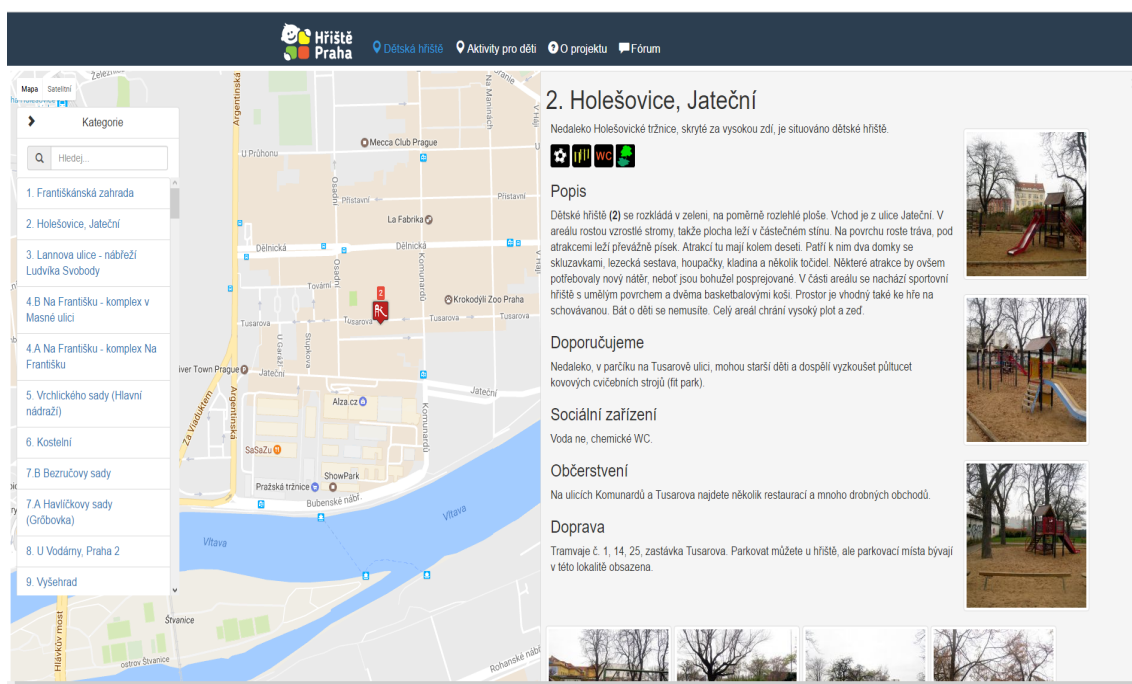 Hřiště
Praha
Dětská hřiště
Aktivity pro děti
O projektu
Fórum
Mapa
Satelitní
Kategorie
Hledej...
1. Františkánská zahrada
2. Holešovice, Jateční
3. Lannova ulice - nábřeží
Ludvíka Svobody
4.B Na Františku - komplex v
Masné ulici
4.A Na Františku - komplex Na
Františku
5. Vrchlického sady (Hlavní
nádraží)
6. Kostelní
7.B Bezručovy sady
7.A Havlíčkovy sady
(Grőbovka)
8. U Vodárny, Praha 2
9. Vyšehrad
Železnič
Argentinská
Na Maninách
V Háji
U Průhonu
Mecca Club Prague
Osadní
Přístavní
Přístavní
La Fabrika
Dělnická
Dělnická
Osadní
Komunardů
V Háji
Tovární
2
Krokodýlí Zoo Praha
Tusarova
Tusarova
Tusarova
Tusarova
U Garáží
Stupkova
iver Town Prague
Jateční
Jateční
Za Viaduktem
Argentinská
Alza.cz
Komunardů
SaSaZu
ShowPark
Pražská tržnice
Bubenské nábř.
Vltava
Vltava
Štvanice
Hlávkův most
ostrov Štvanice
Rohanské nábř
2. Holešovice, Jateční
Nedaleko Holešovické tržnice, skryté za vysokou zdí, je situováno dětské hřiště.
WC
Popis
Dětské hřiště (2) se rozkládá v zeleni, na poměrně rozlehlé ploše. Vchod je z ulice Jateční. V
areálu rostou vzrostlé stromy, takže plocha leží v částečném stínu. Na povrchu roste tráva, pod
atrakcemi leží převážně písek. Atrakcí tu mají kolem deseti. Patří k nim dva domky se
skluzavkami, lezecká sestava, houpačky, kladina a několik točidel. Některé atrakce by ovšem
potřebovaly nový nátěr, neboť jsou bohužel posprejované. V části areálu se nachází sportovní
hřiště s umělým povrchem a dvěma basketbalovými koši. Prostor je vhodný také ke hře na
schovávanou. Bát o děti se nemusíte. Celý areál chrání vysoký plot a zeď.
Doporučujeme
Nedaleko, v parčíku na Tusarově ulici, mohou starší děti a dospělí vyzkoušet půltucet
kovových cvičebních strojů (fit park).
Sociální zařízení
Voda ne, chemické WC.
Občerstvení
Na ulicích Komunardů a Tusarova najdete několik restaurací a mnoho drobných obchodů.
Doprava
Tramvaje č. 1, 14, 25, zastávka Tusarova. Parkovat můžete u hřiště, ale parkovací místa bývají
v této lokalitě obsazena.